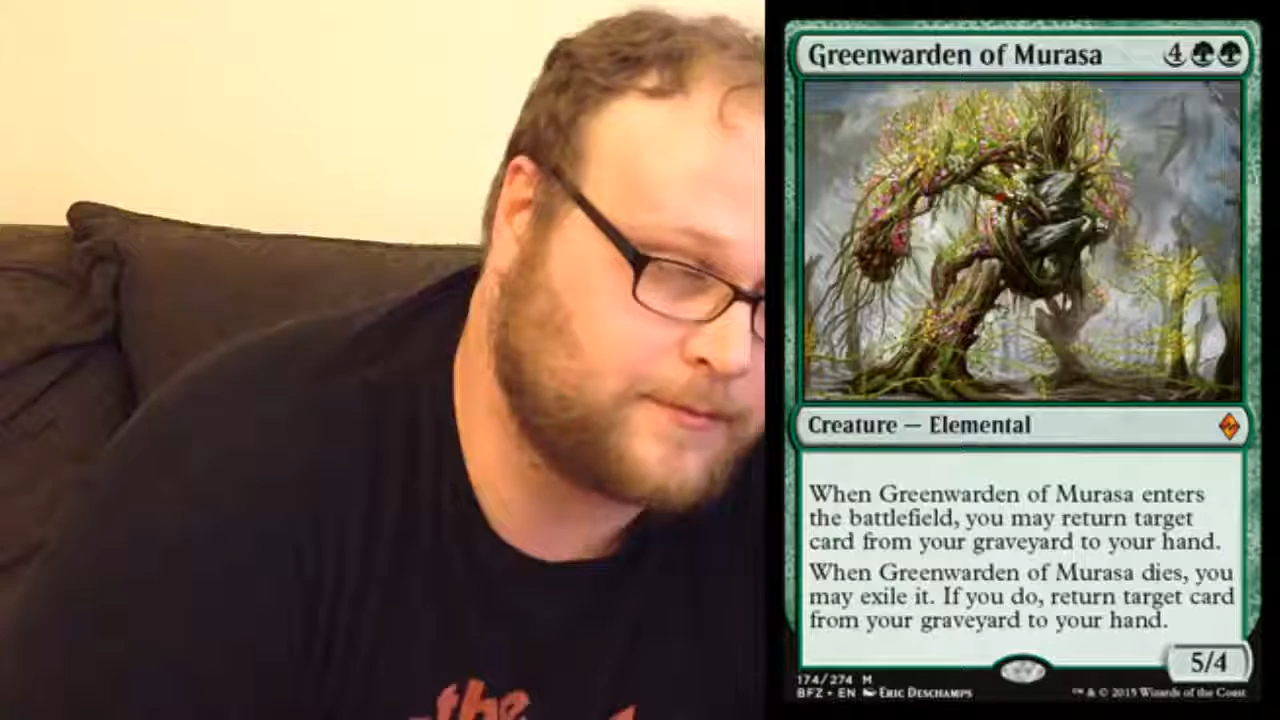 Greenwarden of Murasa 4
Creature — Elemental
When Greenwarden of Murasa enters
the battlefield, you may return target
card from your graveyard to your hand.
When Greenwarden of Murasa dies, you
may exile it. If you do, return target card
from your graveyard to your hand.
5/4
174/274 M
BFZ • EN Eric Deschamps
™ & © 2015 Wizards of the Coast
the